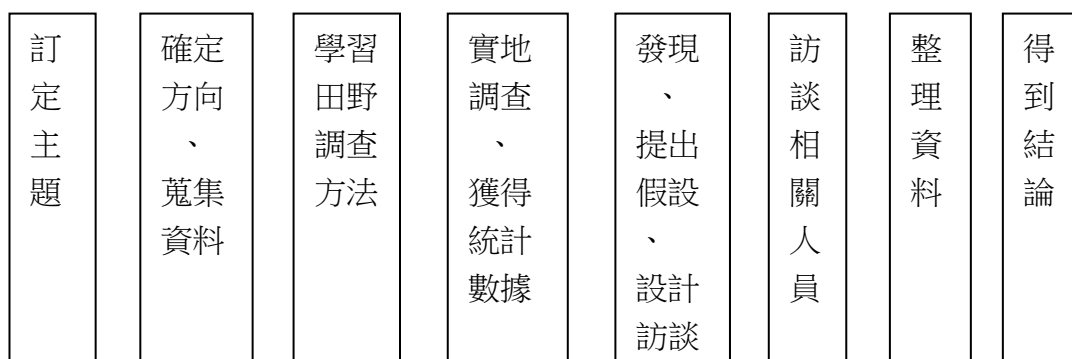 訂
定
主
題
確定
方向
、
蒐集
資料
學習
田野
調查
方法
實地
調查
、
獲得
統計
數據
發現
、
提出
假設
、
設計
訪談
訪
談
相
關
人
員
整
理
資
料
得
到
結
論